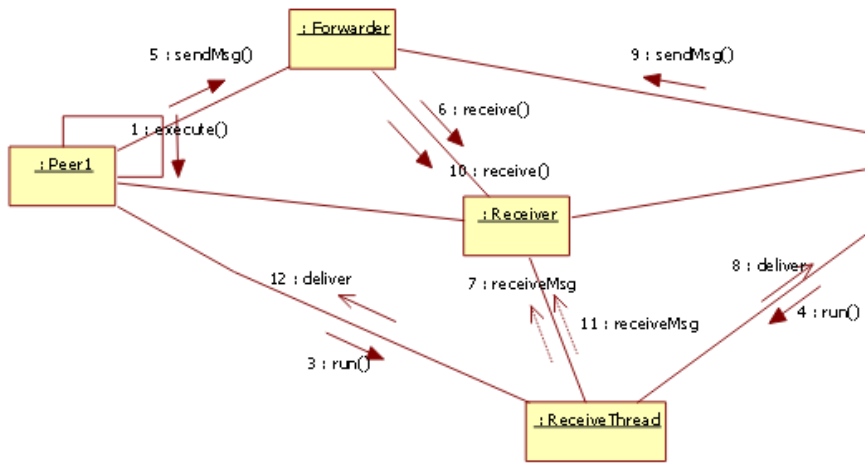 : Forwarder
5 : sendMsg()
9 : sendMsg()
6 : receive()
1 : execute()
: Peer1
10 : receive()
: Receiver
8 : deliver
12 : deliver
7 : receiveMsg
4 : run()
11 : receiveMsg
3 : run()
: ReceiveThread